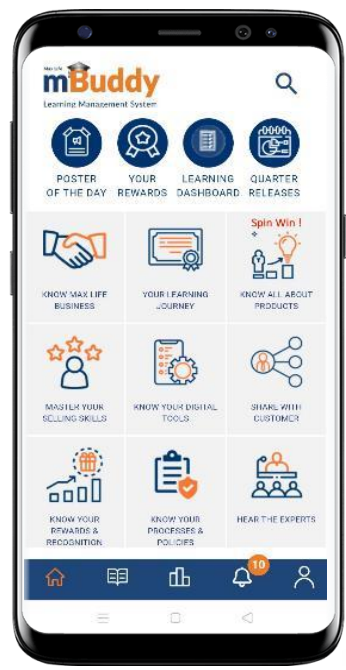 Max Life
mBuddy
Learning Management System
POSTER
OF THE DAY
YOUR
REWARDS
LEARNING
DASHBOARD
QUARTER
RELEASES
Spin Win !
KNOW MAX LIFE
BUSINESS
YOUR LEARNING
JOURNEY
KNOW ALL ABOUT
PRODUCTS
MASTER YOUR
SELLING SKILLS
KNOW YOUR DIGITAL
TOOLS
SHARE WITH
CUSTOMER
KNOW YOUR
REWARDS &
RECOGNITION
KNOW YOUR
PROCESSES &
POLICIES
HEAR THE EXPERTS
10